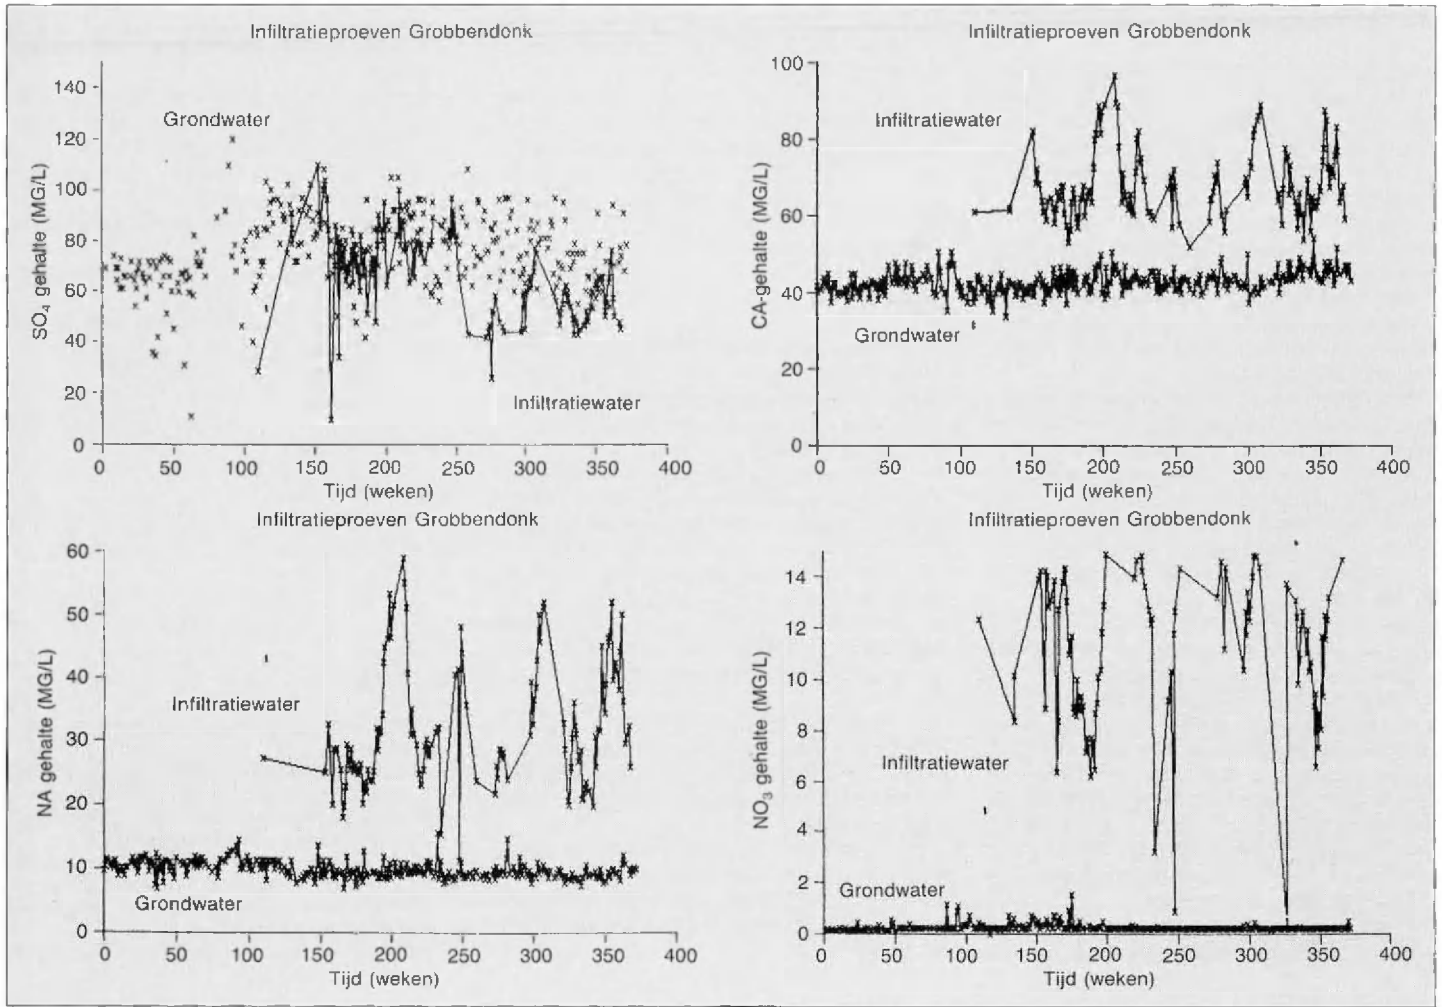 Infiltratieproeven Grobbendonk
SO₄ gehalte (MG/L)
140
120
100
80
60
40
20
0
Grondwater
Infiltratiewater
0 50 100 150 200 250 300 350 400
Tijd (weken)
Infiltratieproeven Grobbendonk
CA-gehalte (MG/L)
100
80
60
40
20
0
Infiltratiewater
Grondwater
0 50 100 150 200 250 300 350 400
Tijd (weken)
Infiltratieproeven Grobbendonk
NA gehalte (MG/L)
60
50
40
30
20
10
0
Infiltratiewater
Grondwater
0 50 100 150 200 250 300 350 400
Tijd (weken)
Infiltratieproeven Grobbendonk
NO₃ gehalte (MG/L)
14
12
10
8
6
4
2
0
Infiltratiewater
Grondwater
0 50 100 150 200 250 300 350 400
Tijd (weken)